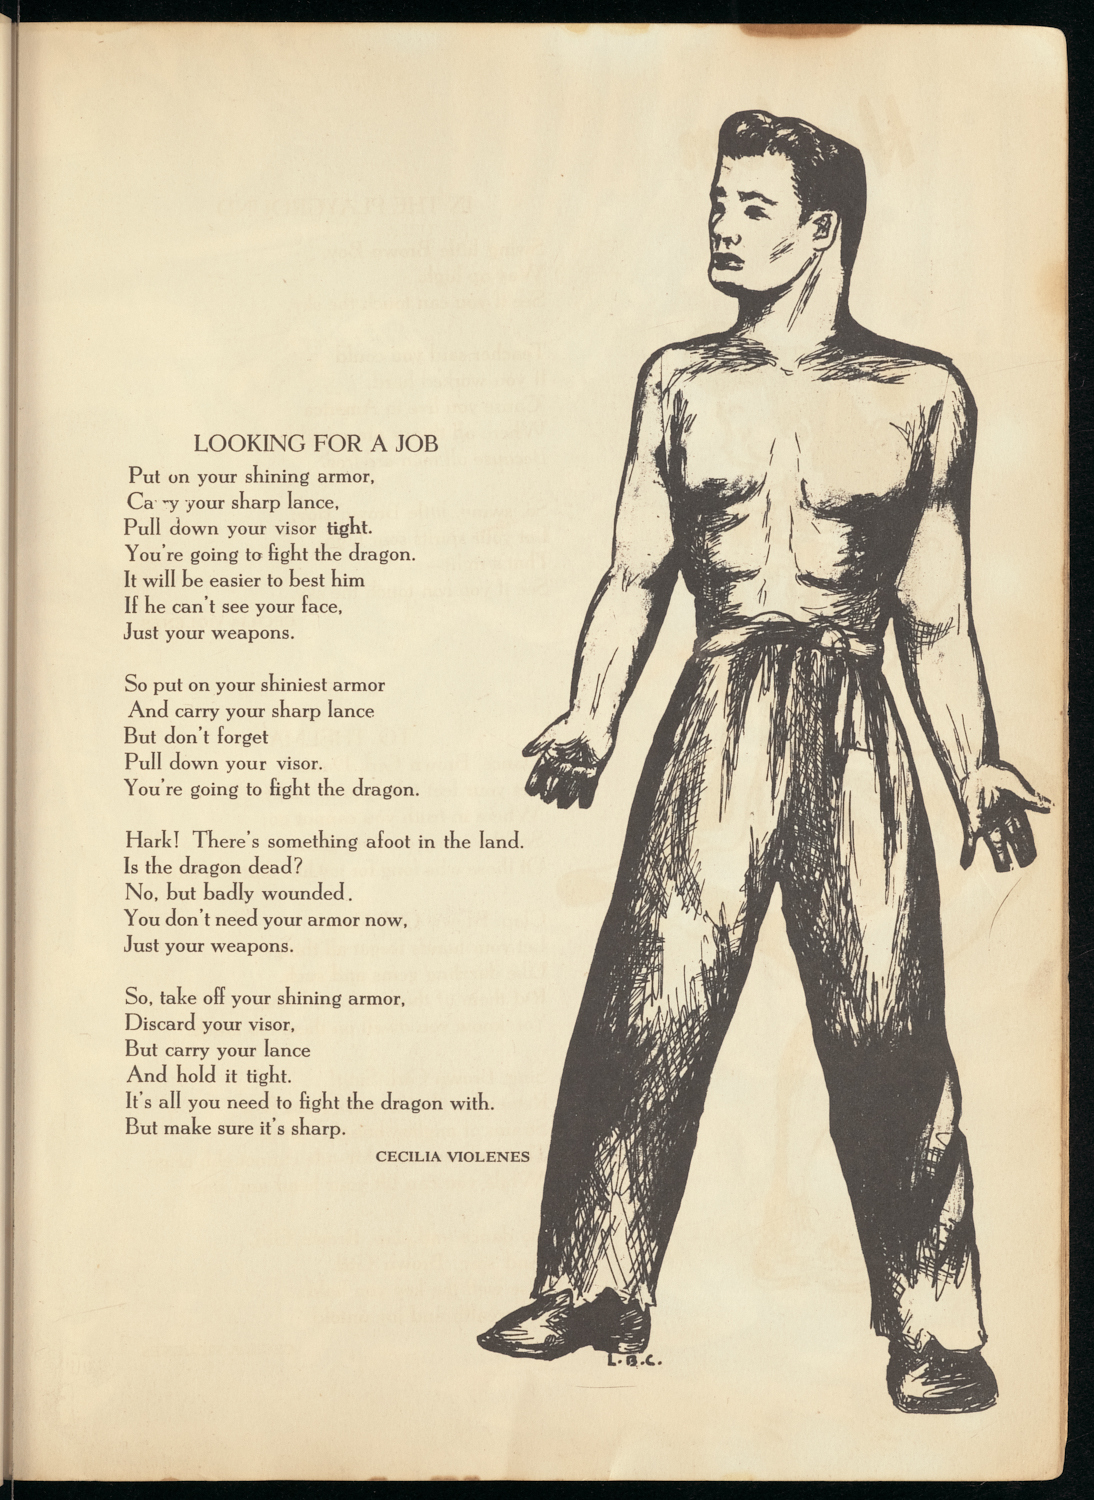 LOOKING FOR A JOB
Put on your shining armor,
Carry your sharp lance,
Pull down your visor tight.
You're going to fight the dragon.
It will be easier to best him
If he can't see your face,
Just your weapons.

So put on your shiniest armor
And carry your sharp lance
But don't forget
Pull down your visor.
You're going to fight the dragon.

Hark! There's something afoot in the land.
Is the dragon dead?
No, but badly wounded.
You don't need your armor now,
Just your weapons.

So, take off your shining armor,
Discard your visor,
But carry your lance
And hold it tight.
It's all you need to fight the dragon with.
But make sure it's sharp.
CECILIA VIOLENES
L.B.C.